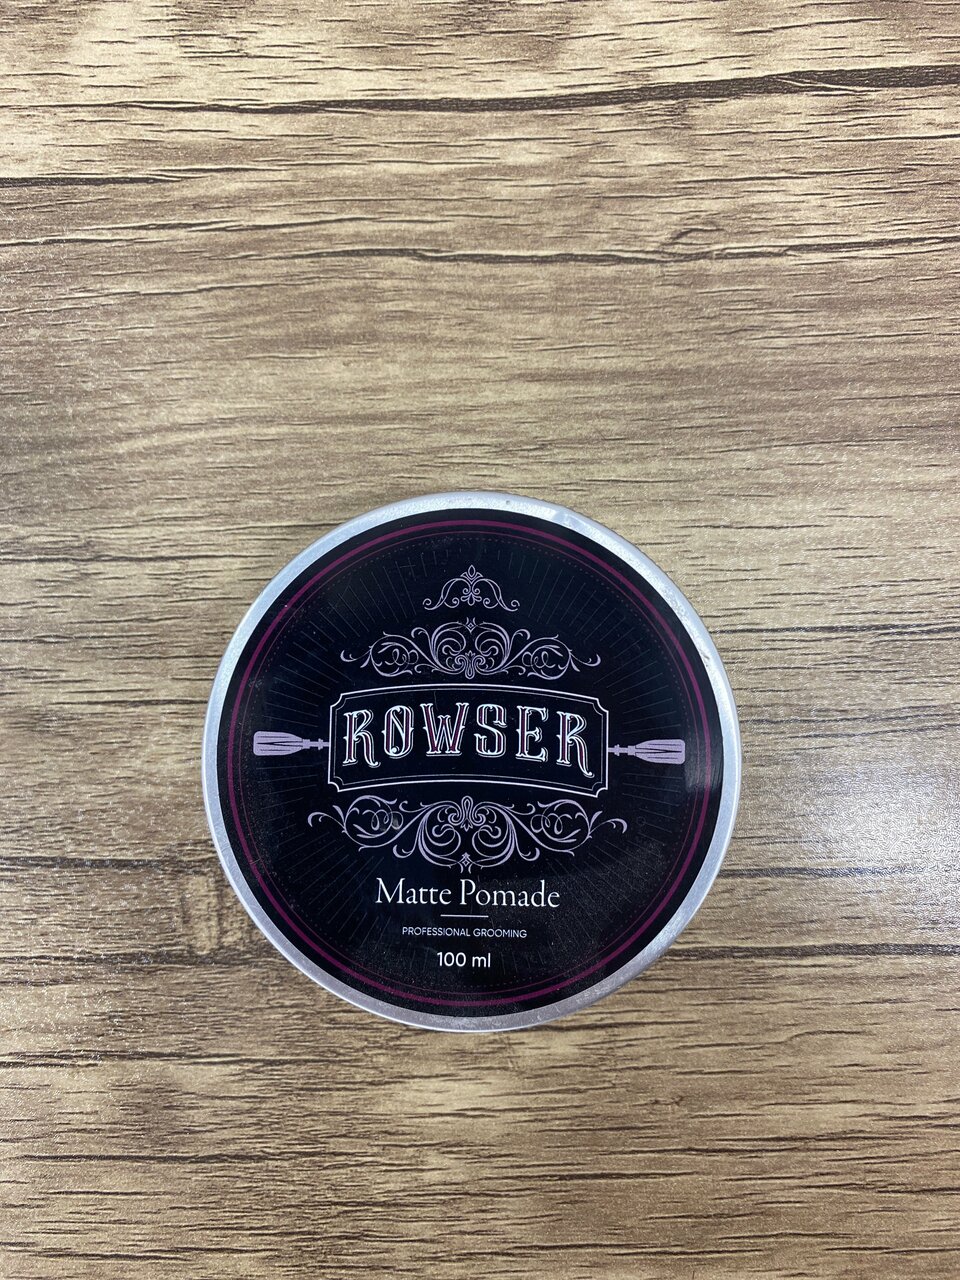 ROWSER
Matte Pomade
PROFESSIONAL GROOMING
100 ml